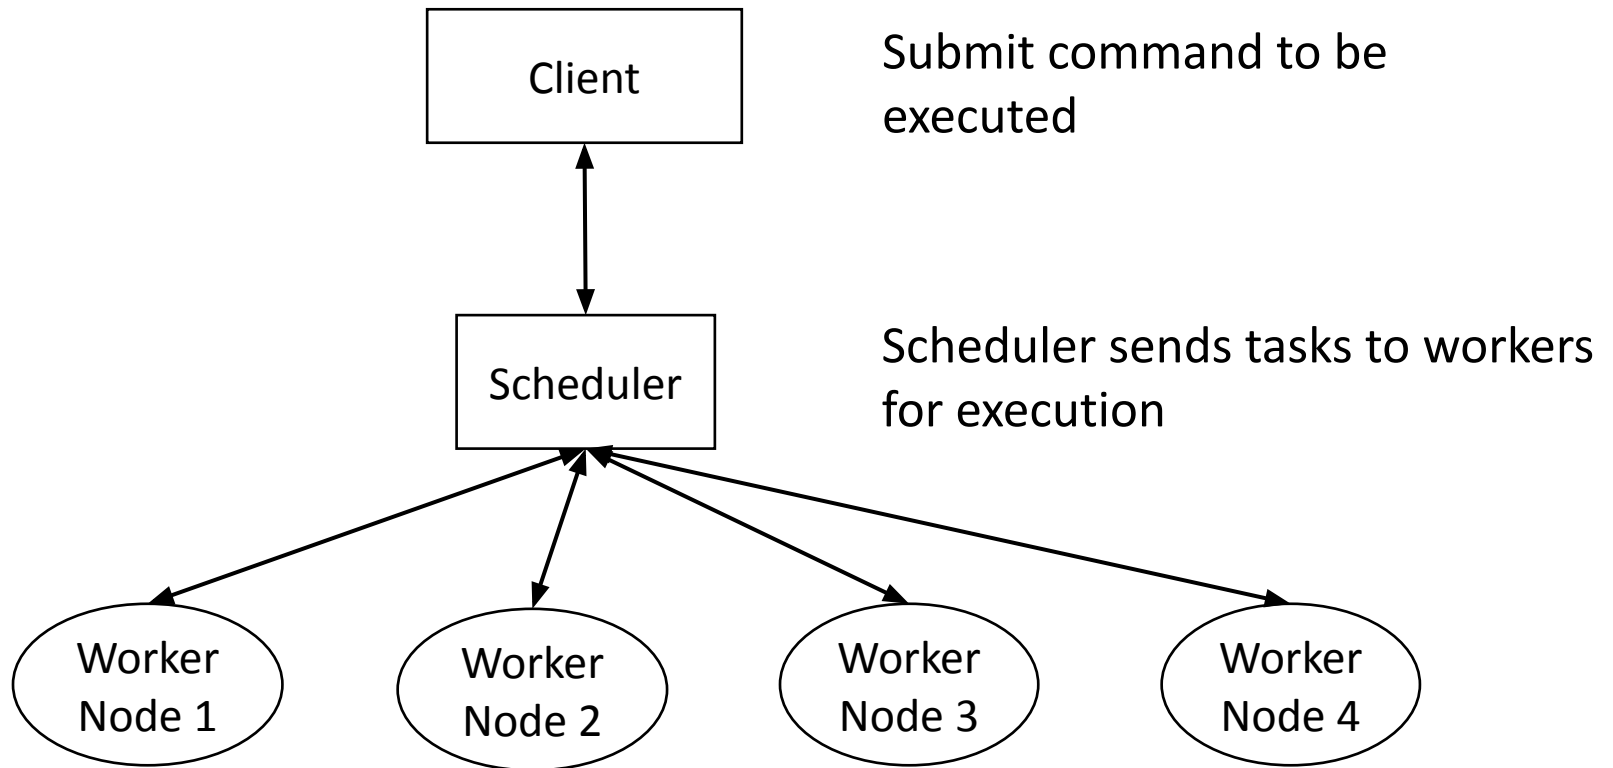 Client
Submit command to be
executed
Scheduler
Scheduler sends tasks to workers
for execution
Worker
Node 1
Worker
Node 2
Worker
Node 3
Worker
Node 4